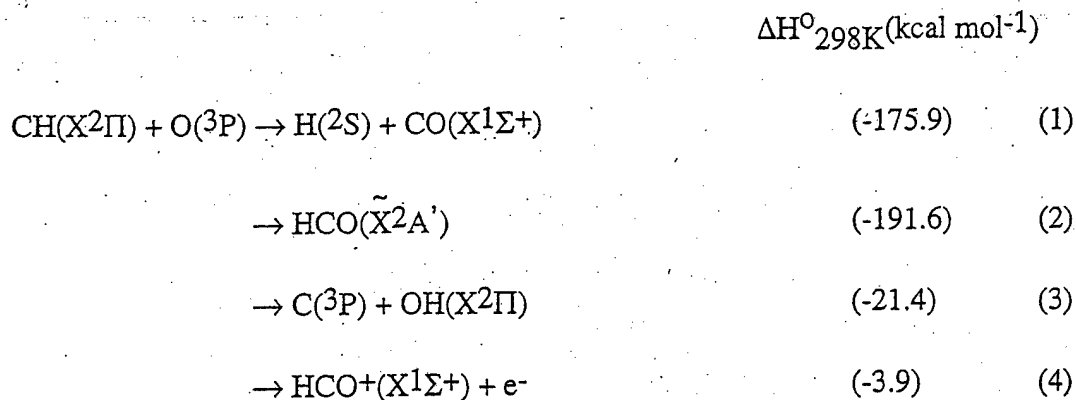 ΔH°298K(kcal mol-1)
CH(X2Π) + O(3P) → H(2S) + CO(X1Σ+) (-175.9) (1)
→ HCO(X̃2A') (-191.6) (2)
→ C(3P) + OH(X2Π) (-21.4) (3)
→ HCO+(X1Σ+) + e- (-3.9) (4)